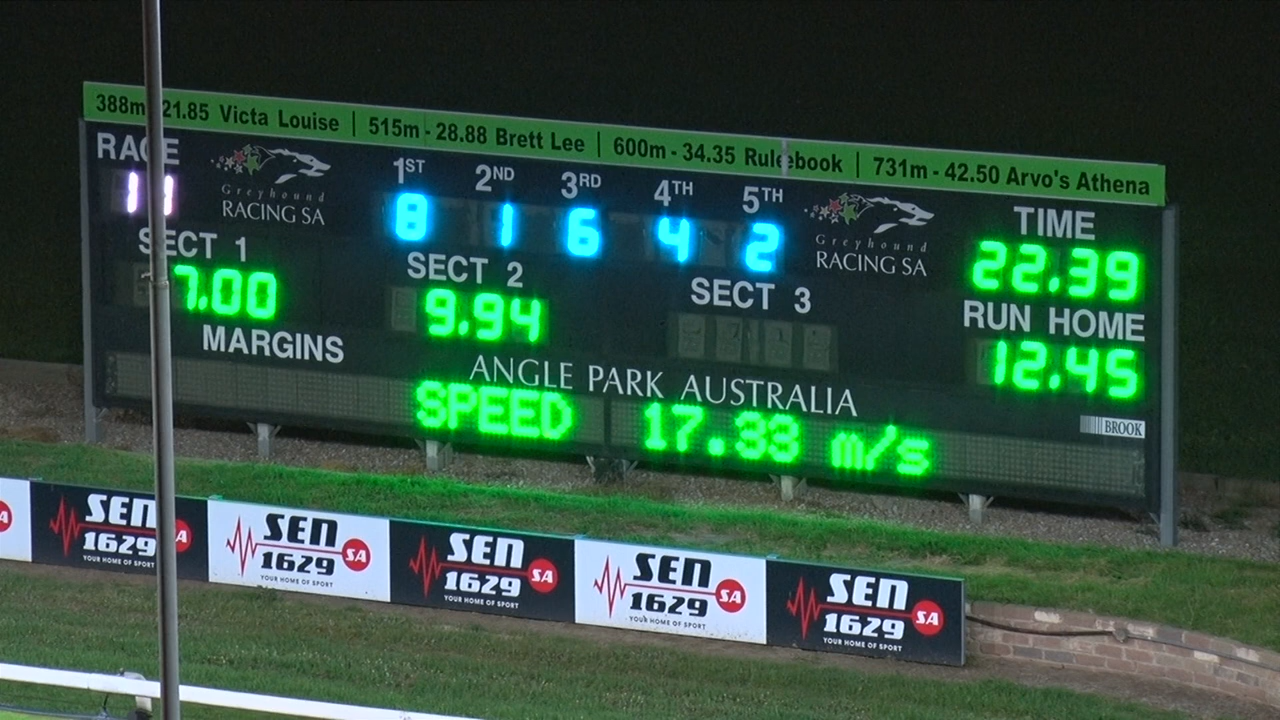 388m 21.85 Victa Louise | 515m - 28.88 Brett Lee | 600m - 34.35 Rulebook | 731m - 42.50 Arvo's Athena
RACE
11
Greyhound
RACING SA
1ST 2ND 3RD 4TH 5TH
8 1 6 4 2
Greyhound
RACING SA
TIME
22.39
SECT 1
7.00
SECT 2
9.94
SECT 3
RUN HOME
12.45
MARGINS
ANGLE PARK AUSTRALIA
SPEED 17.33 m/s
BROOK
A
SEN
1629 SA
YOUR HOME OF SPORT
SEN
1629 SA
YOUR HOME OF SPORT
SEN
1629 SA
YOUR HOME OF SPORT
SEN
1629 SA
YOUR HOME OF SPORT
SEN
1629 SA
YOUR HOME OF SPORT